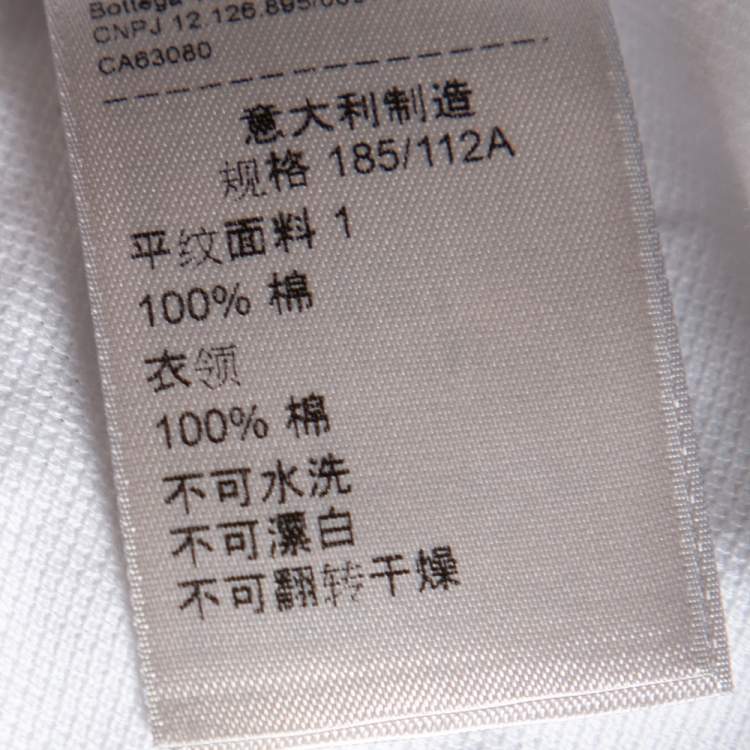 Bottega
CNPJ 12.126.895/000
CA63080
意大利制造
规格 185/112A
平纹面料 1
100% 棉
衣领
100% 棉
不可水洗
不可漂白
不可翻转干燥